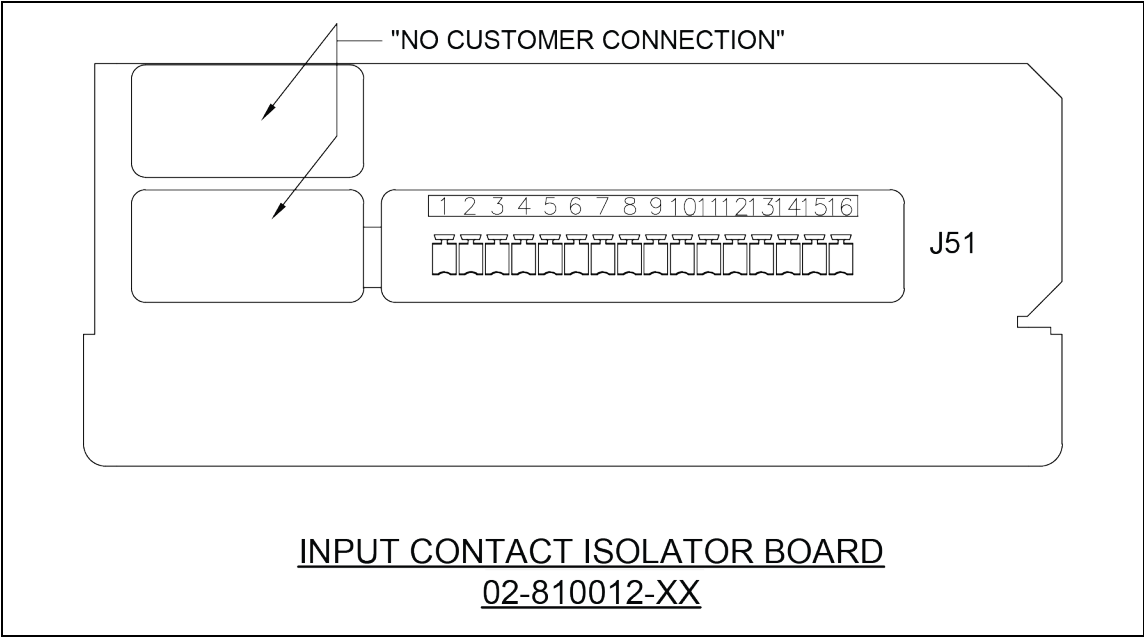 "NO CUSTOMER CONNECTION"
1 2 3 4 5 6 7 8 9 10 11 12 13 14 15 16
J51
INPUT CONTACT ISOLATOR BOARD
02-810012-XX